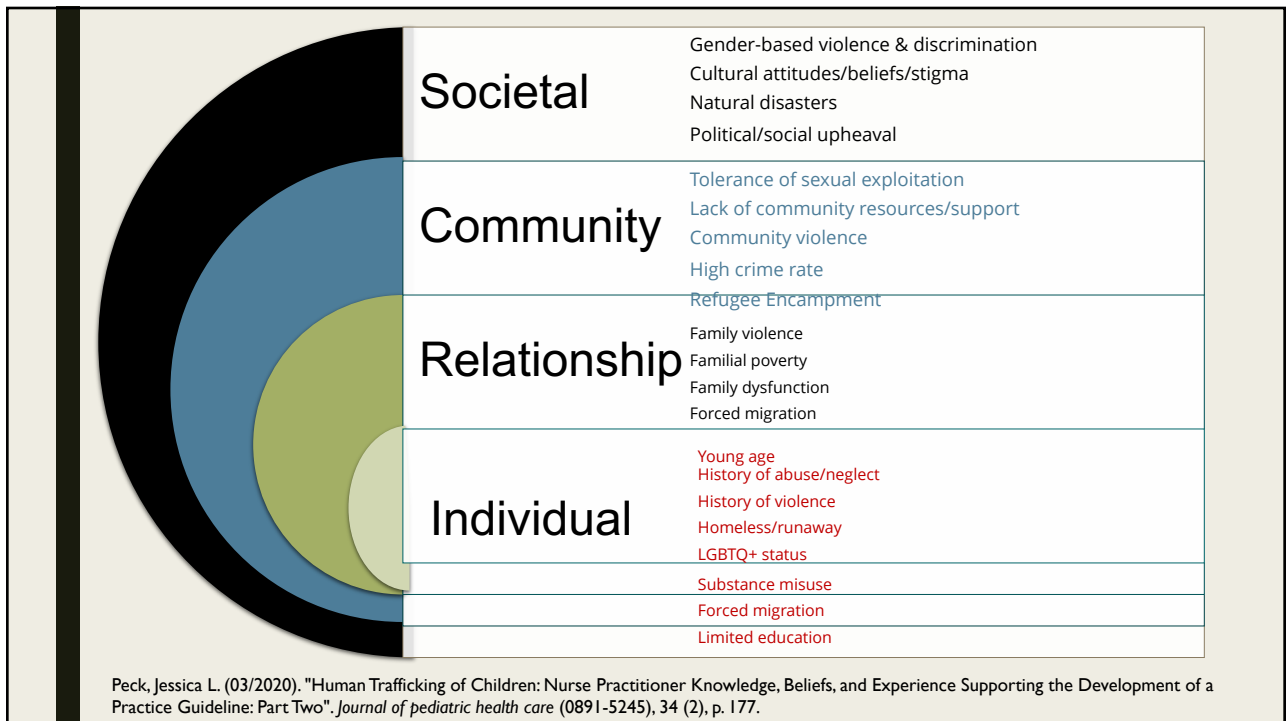 Societal
Gender-based violence & discrimination
Cultural attitudes/beliefs/stigma
Natural disasters
Political/social upheaval
Community
Tolerance of sexual exploitation
Lack of community resources/support
Community violence
High crime rate
Refugee Encampment
Relationship
Family violence
Familial poverty
Family dysfunction
Forced migration
Individual
Young age
History of abuse/neglect
History of violence
Homeless/runaway
LGBTQ+ status
Substance misuse
Forced migration
Limited education
Peck, Jessica L. (03/2020). "Human Trafficking of Children: Nurse Practitioner Knowledge, Beliefs, and Experience Supporting the Development of a
Practice Guideline: Part Two". Journal of pediatric health care (0891-5245), 34 (2), p. 177.